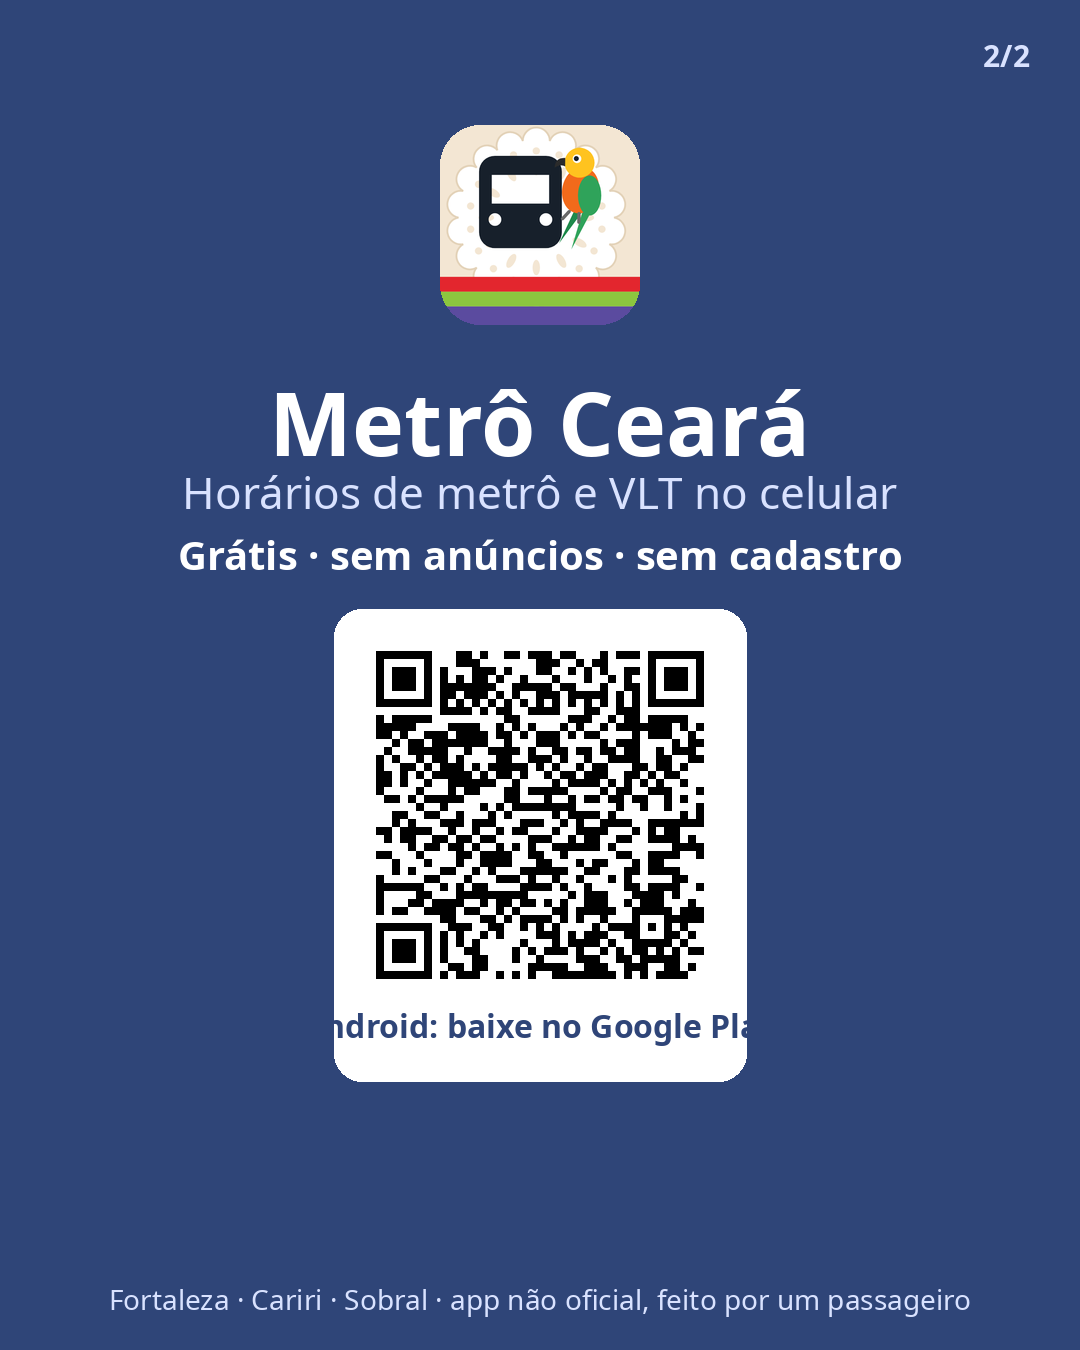 2/2
Metrô Ceará
Horários de metrô e VLT no celular
Grátis · sem anúncios · sem cadastro
ndroid: baixe no Google Pla
Fortaleza · Cariri · Sobral · app não oficial, feito por um passageiro